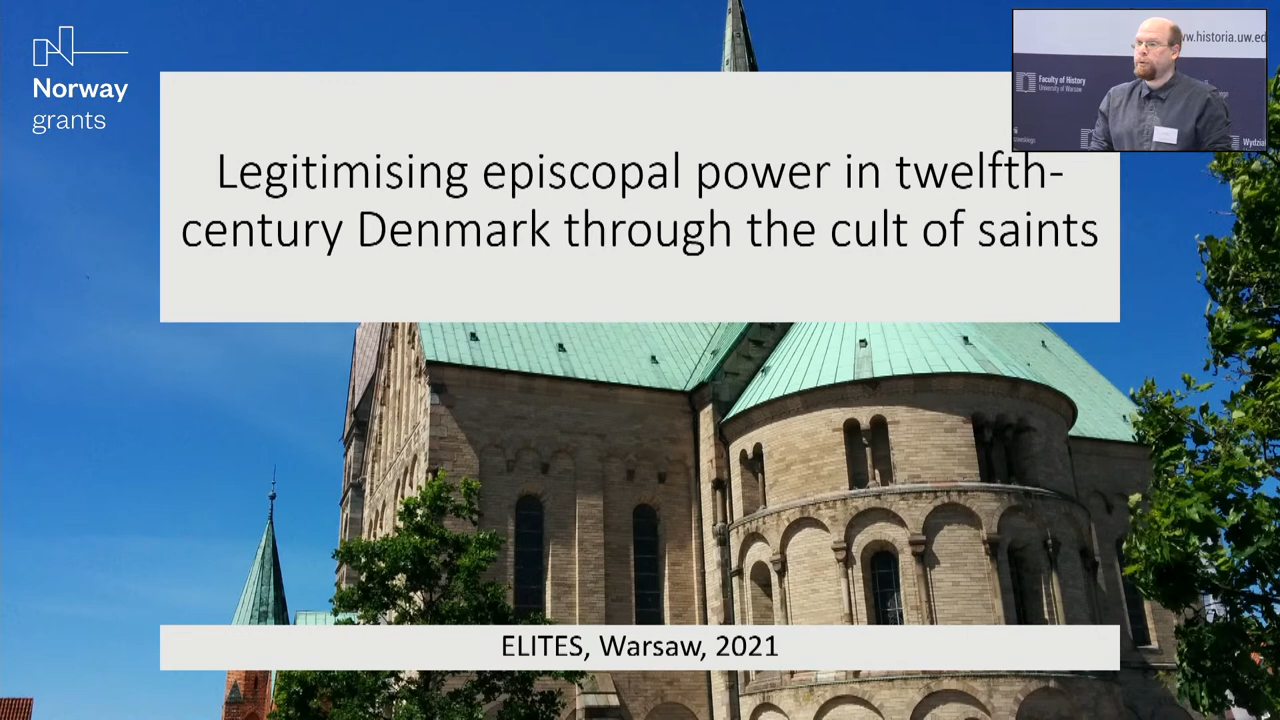 Norway
grants
www.historia.uw.ed
Faculty of History
University of Warsaw
Wydział
Legitimising episcopal power in twelfth-
century Denmark through the cult of saints
ELITES, Warsaw, 2021